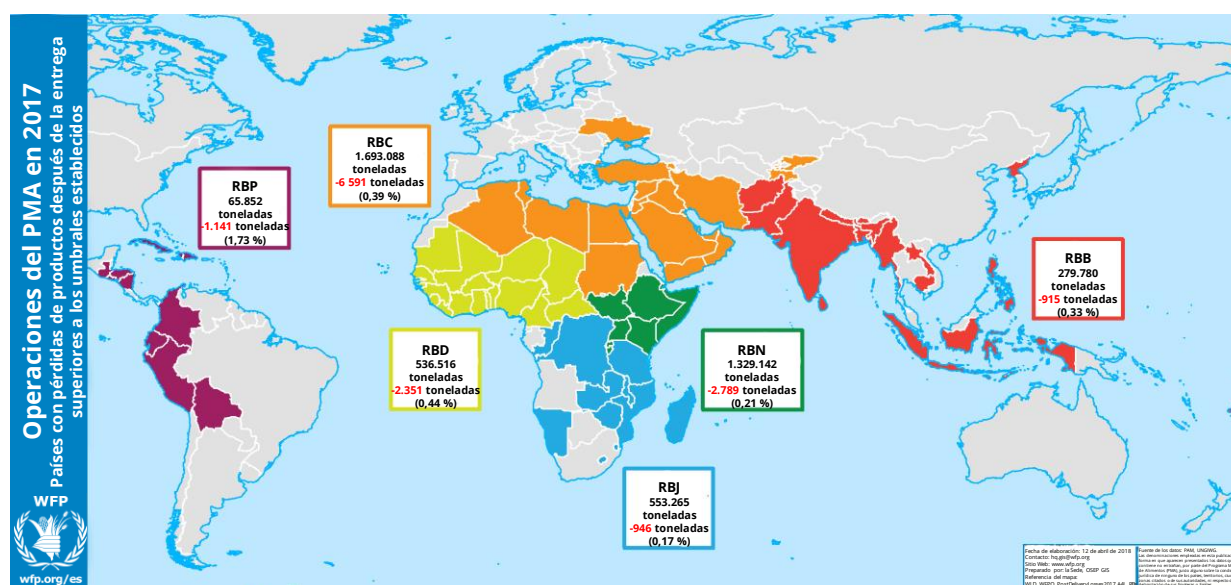 Operaciones del PMA en 2017
Países con pérdidas de productos después de la entrega
superiores a los umbrales establecidos
WFP
wfp.org/es
RBP
65.852
toneladas
-1.141 toneladas
(1,73 %)
RBC
1.693.088
toneladas
-6 591 toneladas
(0,39 %)
RBD
536.516
toneladas
-2.351 toneladas
(0,44 %)
RBN
1.329.142
toneladas
-2.789 toneladas
(0,21 %)
RBB
279.780
toneladas
-915 toneladas
(0,33 %)
RBJ
553.265
toneladas
-946 toneladas
(0,17 %)
Fecha de elaboración: 12 de abril de 2018
Contacto: hq.gis@wfp.org
Sitio Web: www.wfp.org
Preparado por: la Sede, OSEP GIS
Referencia del mapa:
Fuente de los datos: PAM, UNGIWG.